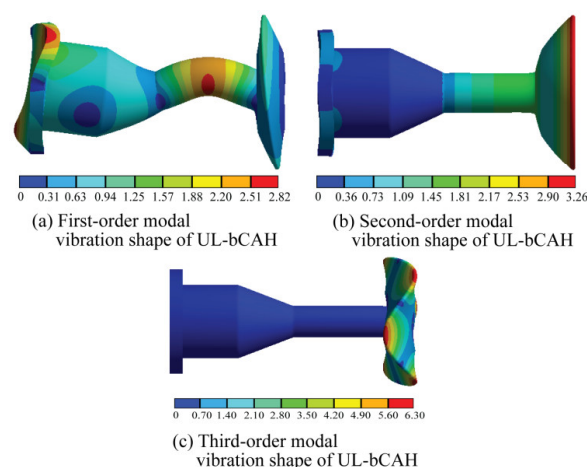 0 0.31 0.63 0.94 1.25 1.57 1.88 2.20 2.51 2.82
(a) First-order modal
vibration shape of UL-bCAH
0 0.36 0.73 1.09 1.45 1.81 2.17 2.53 2.90 3.26
(b) Second-order modal
vibration shape of UL-bCAH
0 0.70 1.40 2.10 2.80 3.50 4.20 4.90 5.60 6.30
(c) Third-order modal
vibration shape of UL-bCAH